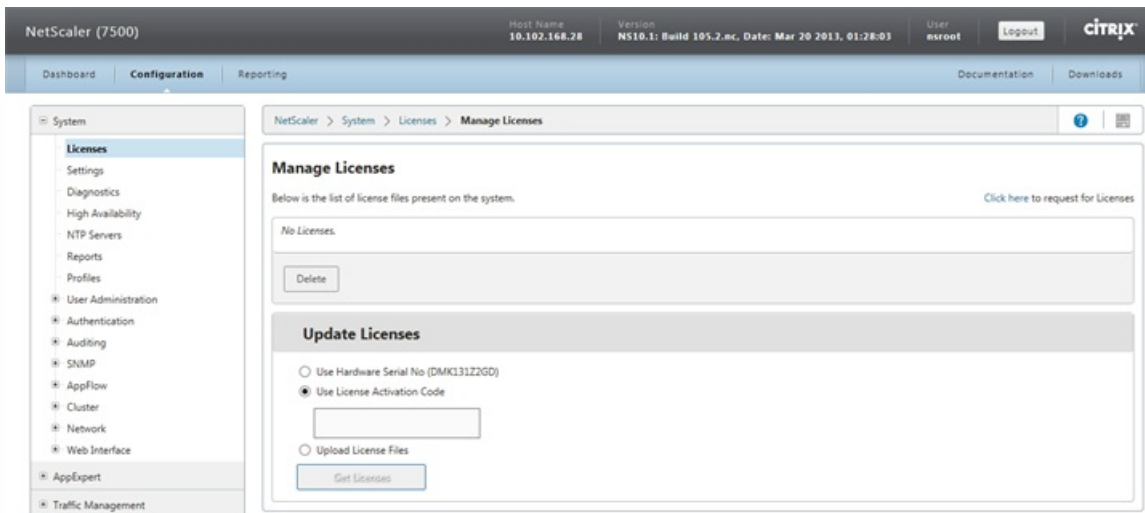 NetScaler (7500)
Host Name
10.102.168.28
Version
NS10.1: Build 105.2.nc, Date: Mar 20 2013, 01:28:03
User
nsroot
Logout
CITRIX
Dashboard
Configuration
Reporting
Documentation
Downloads
System
Licenses
Settings
Diagnostics
High Availability
NTP Servers
Reports
Profiles
User Administration
Authentication
Auditing
SNMP
AppFlow
Cluster
Network
Web Interface
AppExpert
Traffic Management
NetScaler > System > Licenses > Manage Licenses
?
Manage Licenses
Below is the list of license files present on the system.
Click here to request for Licenses
No Licenses.
Delete
Update Licenses
Use Hardware Serial No (DMK131Z2GD)
Use License Activation Code
Upload License Files
Get Licenses